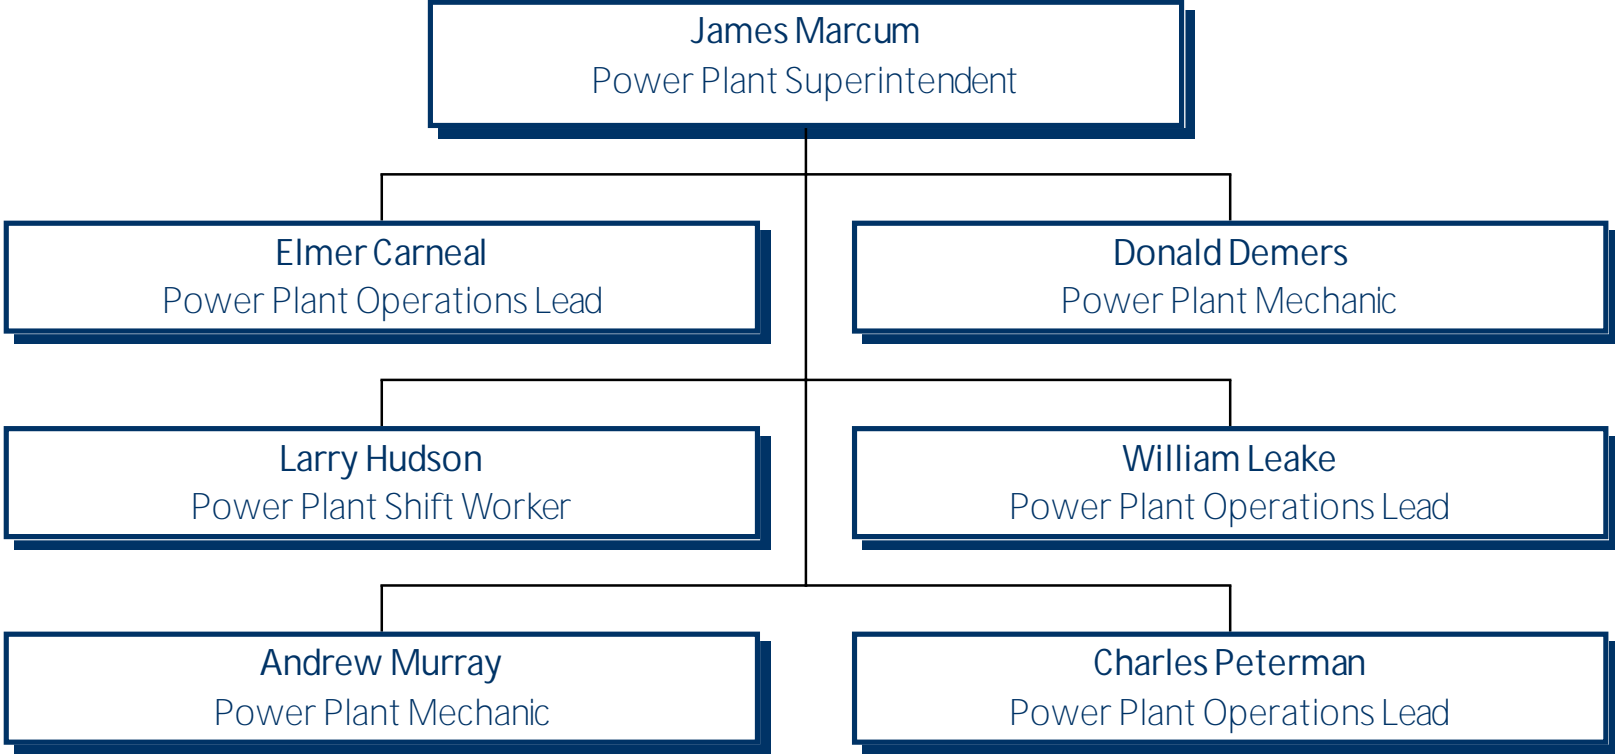 James Marcum
Power Plant Superintendent
Elmer Carneal
Power Plant Operations Lead
Donald Demers
Power Plant Mechanic
Larry Hudson
Power Plant Shift Worker
William Leake
Power Plant Operations Lead
Andrew Murray
Power Plant Mechanic
Charles Peterman
Power Plant Operations Lead